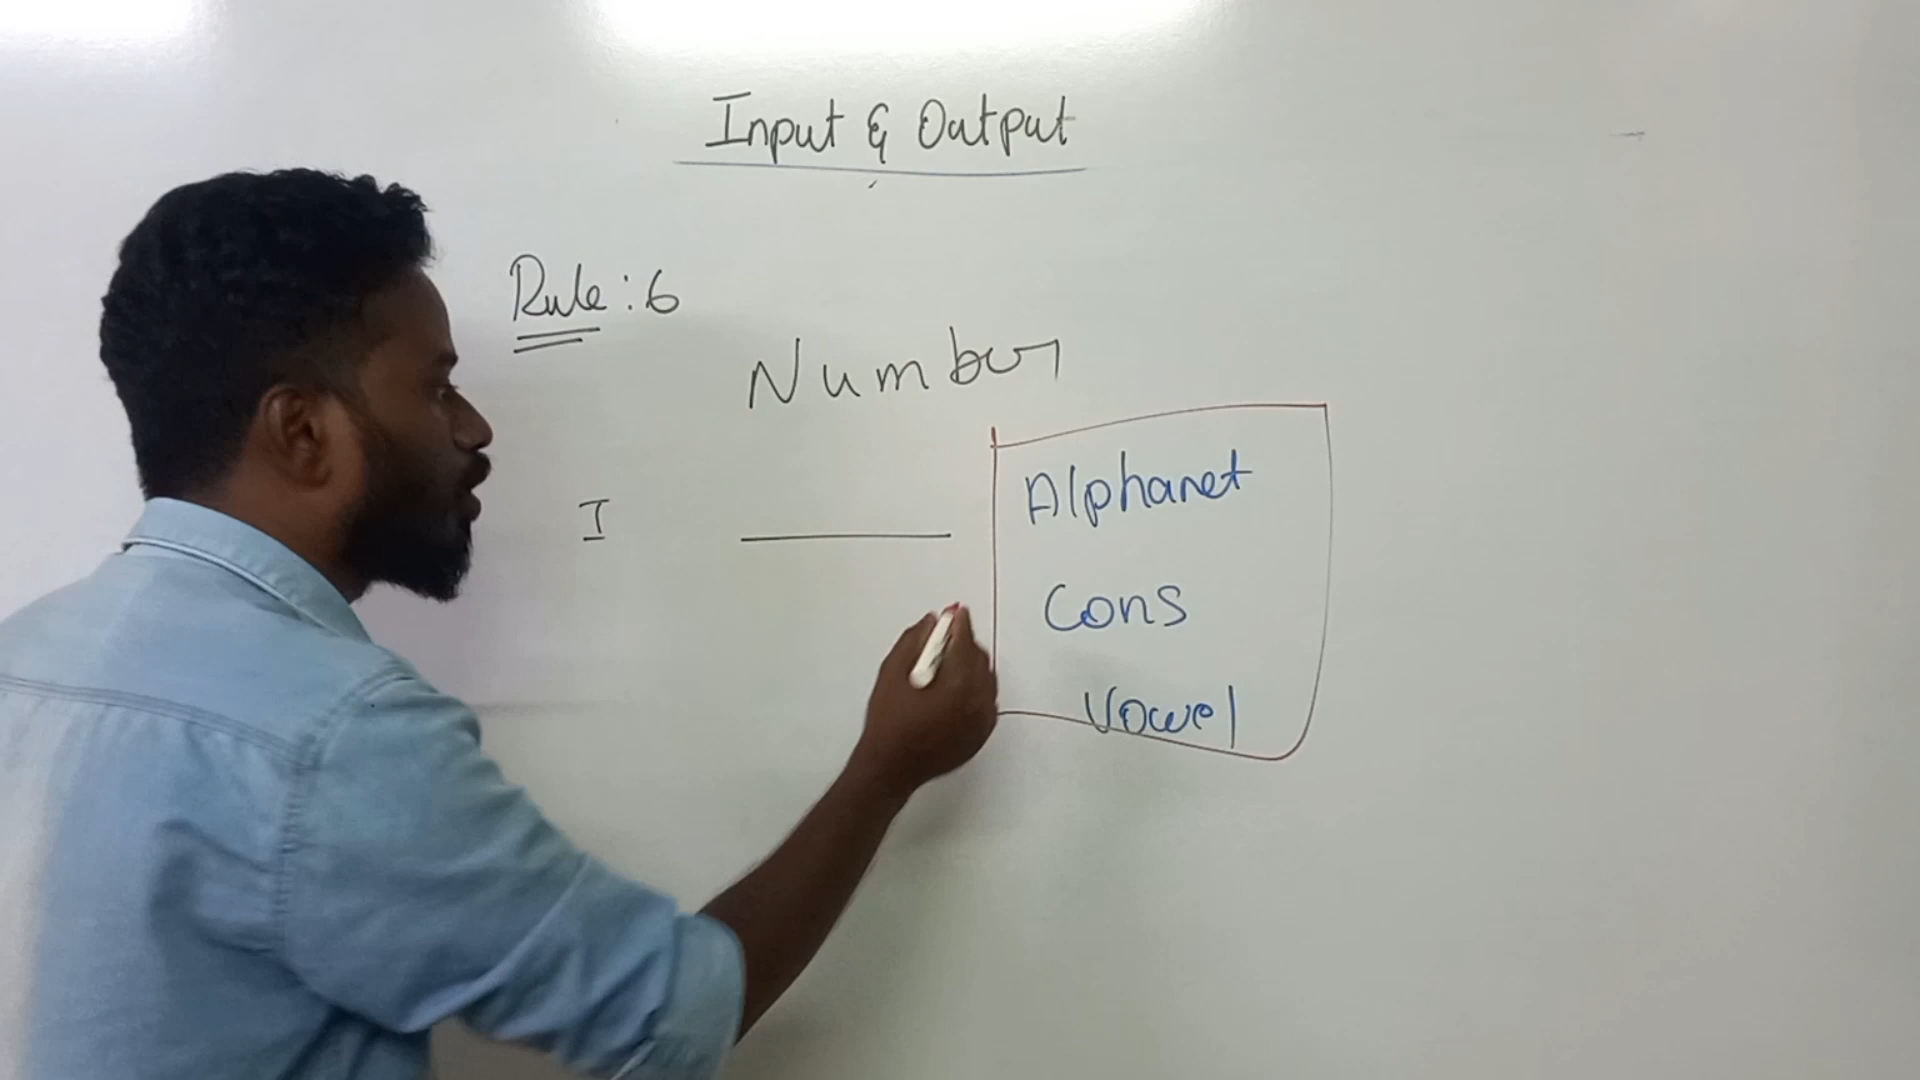 Input & Output
Rule : 6
Number
Alphanet
I
Cons
Vowel